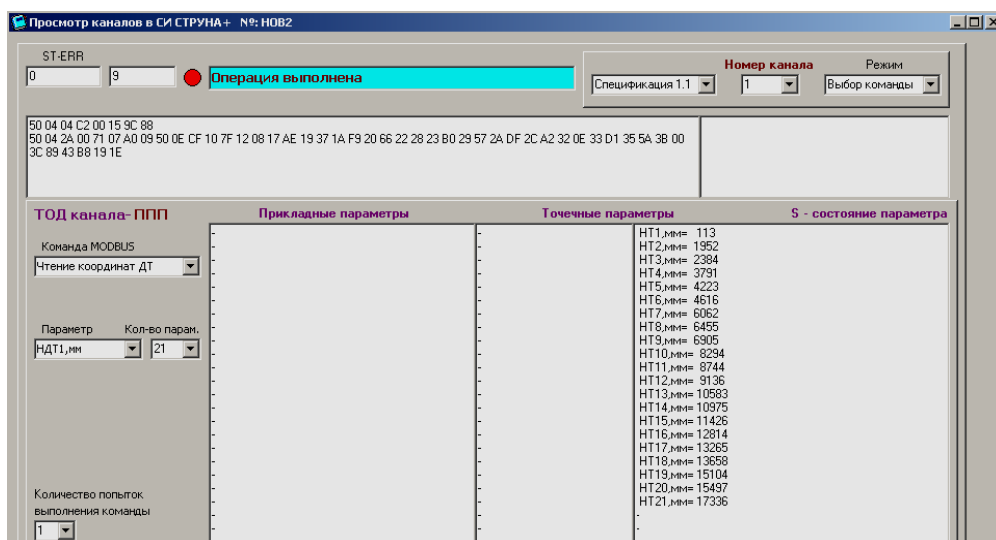 Просмотр каналов в СИ СТРУНА+ №: НОВ2
ST-ERR
0
9
Операция выполнена
Номер канала
Режим
Спецификация 1.1
1
Выбор команды
50 04 04 C2 00 15 9C 88
50 04 2A 00 71 07 A0 09 50 0E CF 10 7F 12 08 17 AE 19 37 1A F9 20 66 22 28 23 B0 29 57 2A DF 2C A2 32 0E 33 D1 35 5A 3B 00
3C 89 43 B8 19 1E
ТОД канала- ППП
Прикладные параметры
Точечные параметры
S - состояние параметра
Команда MODBUS
Чтение координат ДТ
Параметр
Кол-во парам.
НДТ1,мм
21
НТ1,мм= 113
НТ2,мм= 1952
НТ3,мм= 2384
НТ4,мм= 3791
НТ5,мм= 4223
НТ6,мм= 4616
НТ7,мм= 6062
НТ8,мм= 6455
НТ9,мм= 6905
НТ10,мм= 8294
НТ11,мм= 8744
НТ12,мм= 9136
НТ13,мм= 10583
НТ14,мм= 10975
НТ15,мм= 11426
НТ16,мм= 12814
НТ17,мм= 13265
НТ18,мм= 13658
НТ19,мм= 15104
НТ20,мм= 15497
НТ21,мм= 17336
Количество попыток
выполнения команды
1